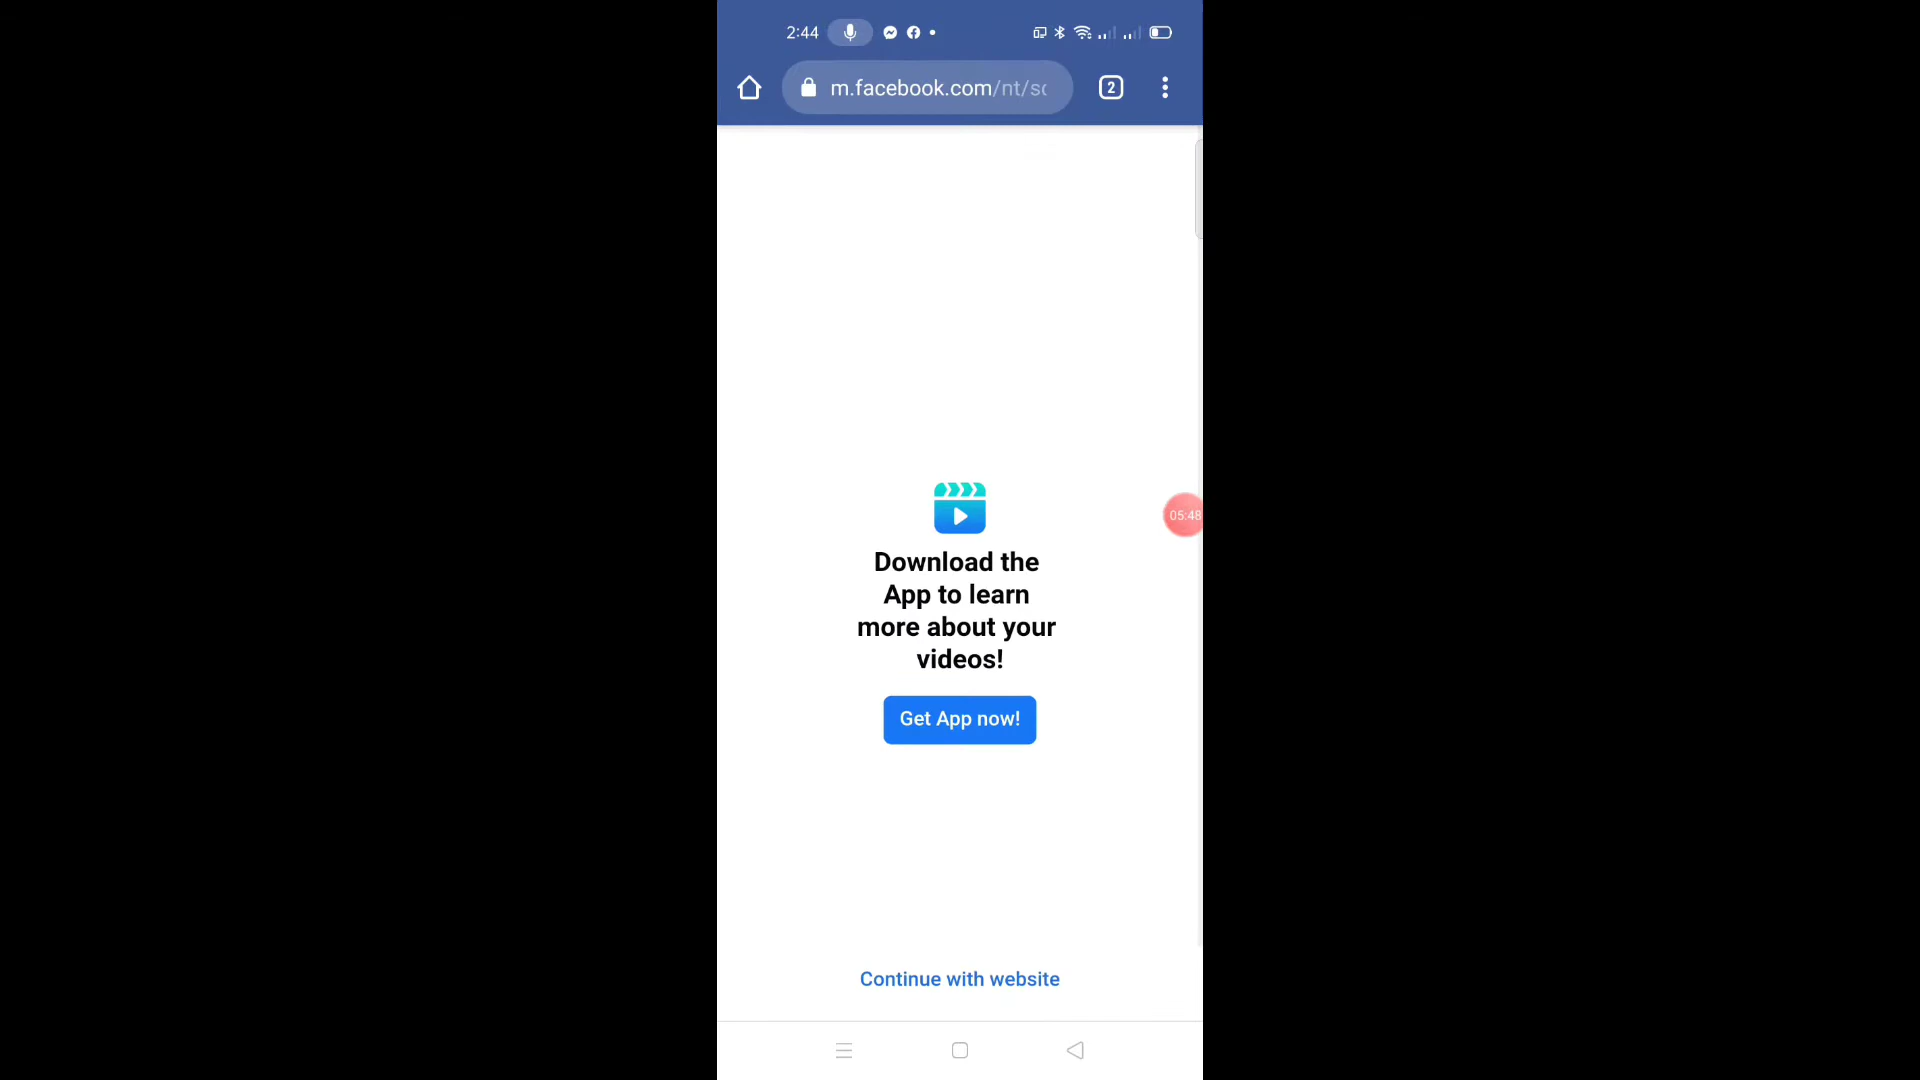 2:44
m.facebook.com/nt/sc
2
05:48
Download the
App to learn
more about your
videos!
Get App now!
Continue with website